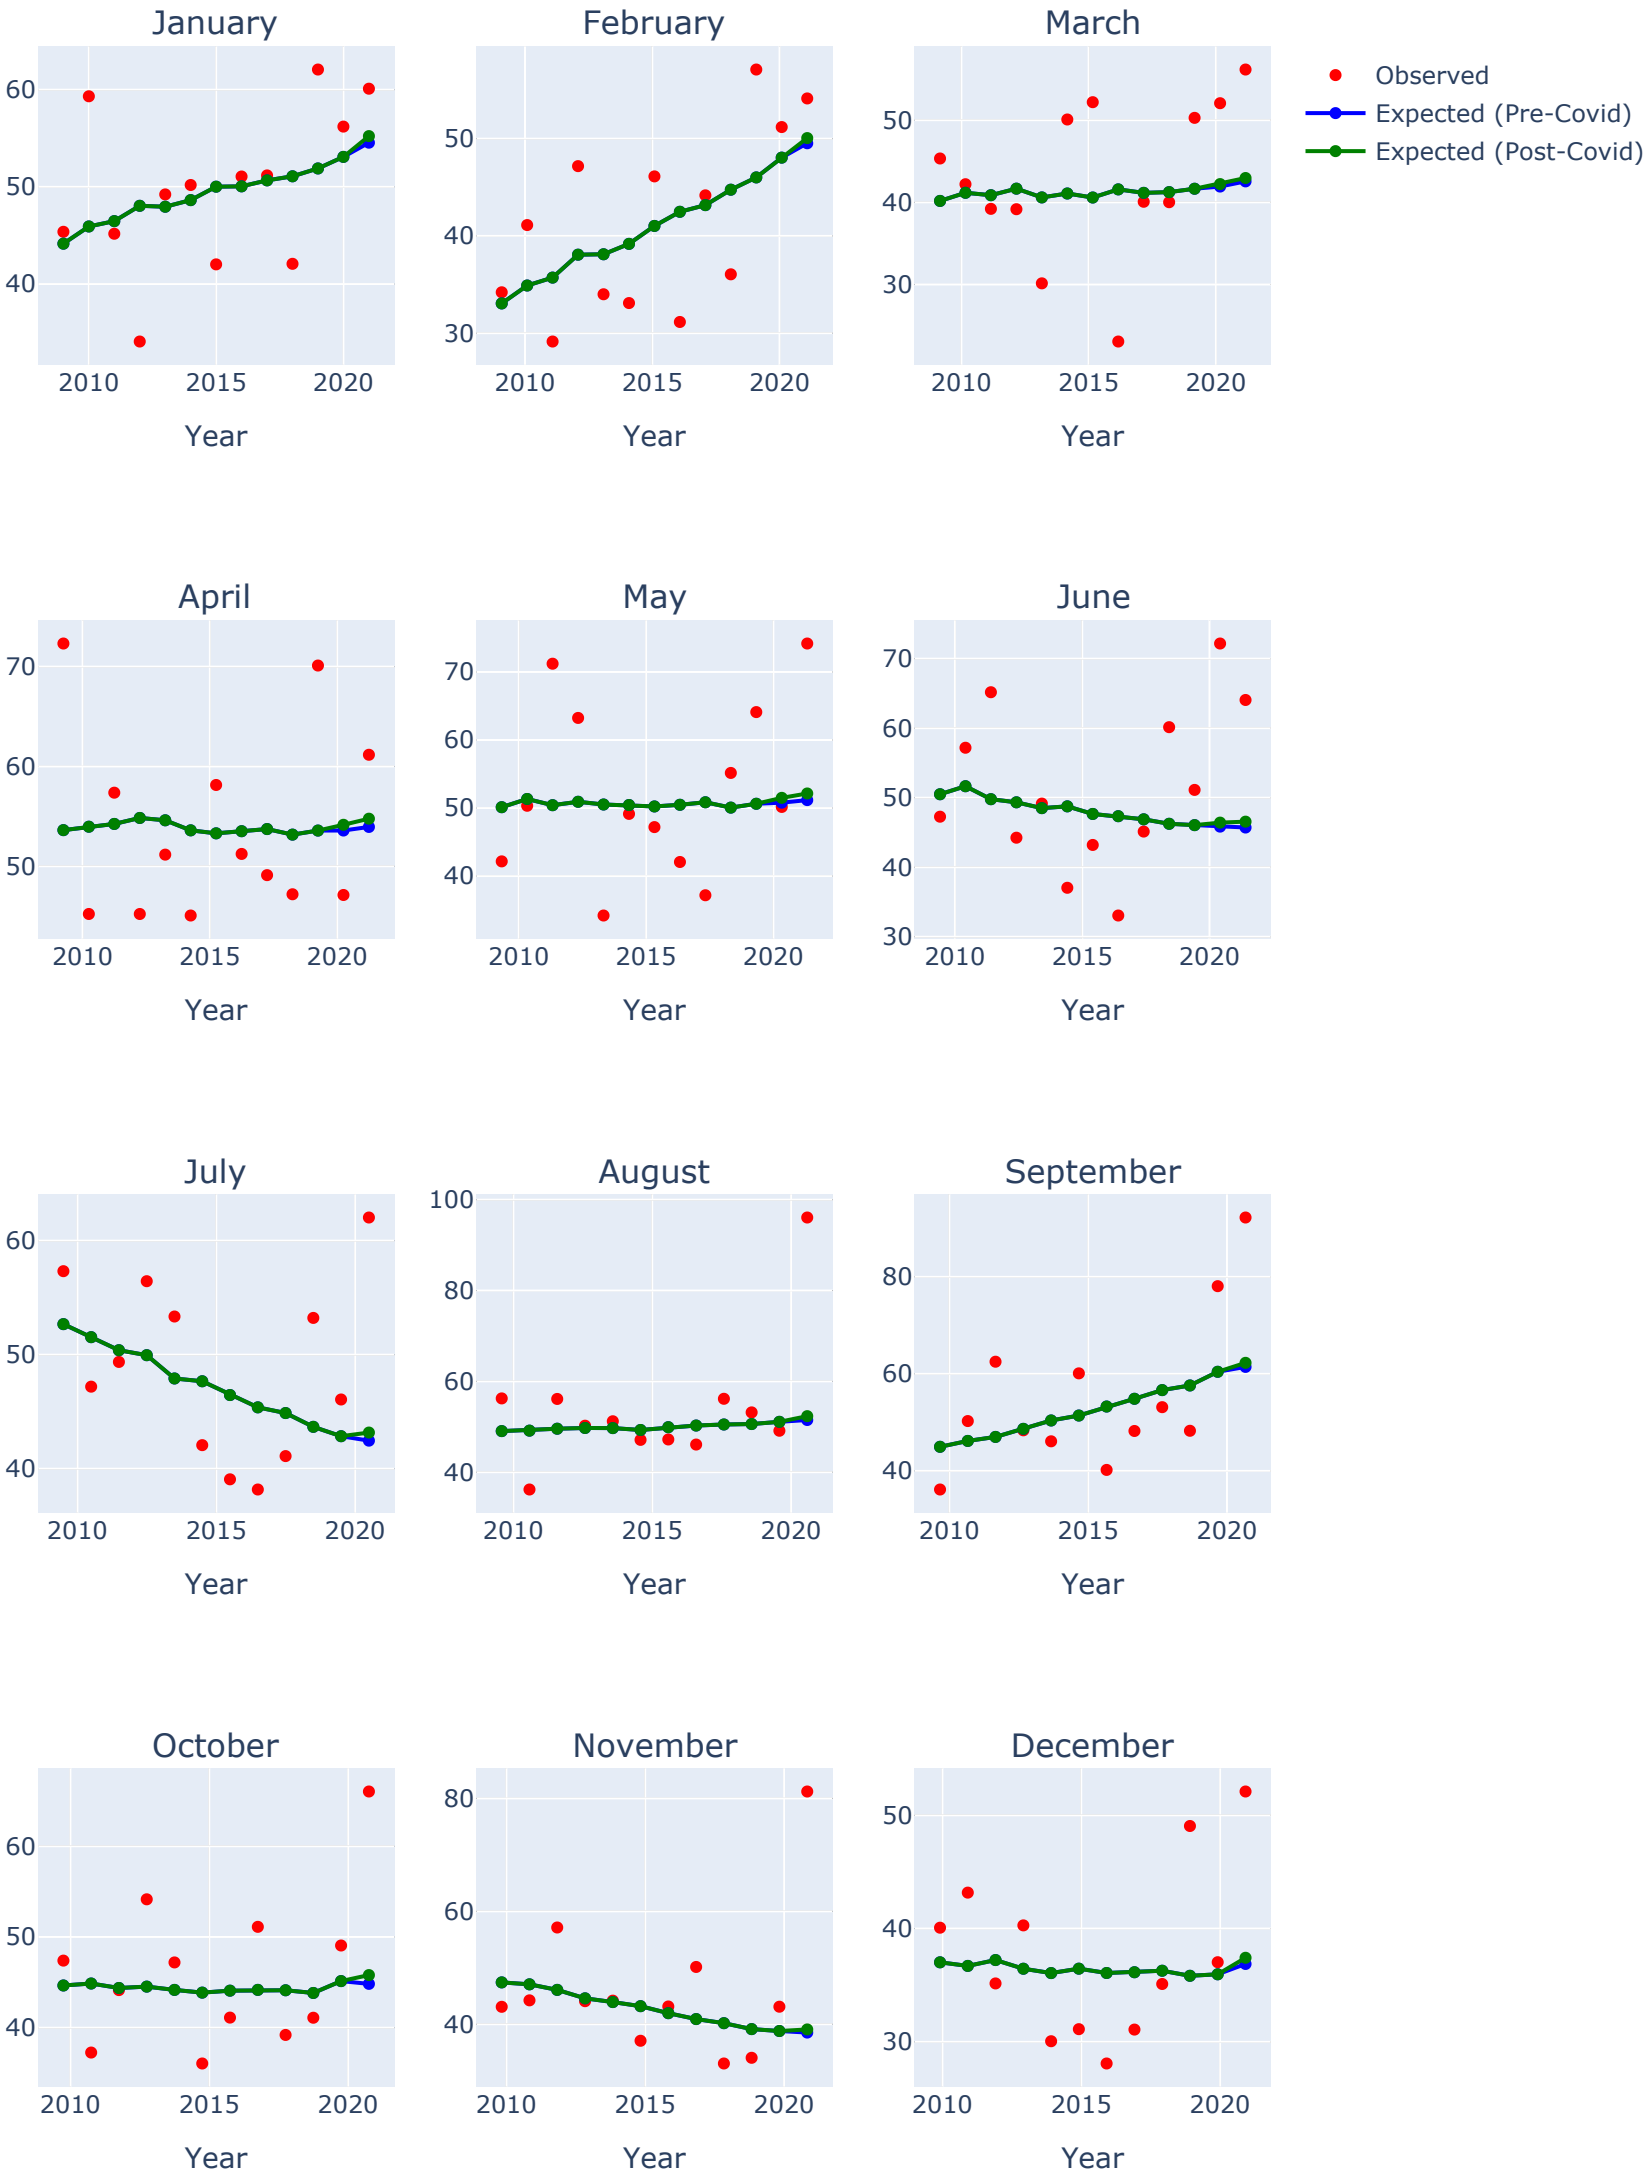 January
February
March
60
50
40
2010 2015 2020
Year
50
40
30
2010 2015 2020
Year
50
40
30
2010 2015 2020
Year
Observed
Expected (Pre-Covid)
Expected (Post-Covid)
April
May
June
70
60
50
2010 2015 2020
Year
70
60
50
40
2010 2015 2020
Year
70
60
50
40
30
2010 2015 2020
Year
July
August
September
60
50
40
2010 2015 2020
Year
100
80
60
40
2010 2015 2020
Year
80
60
40
2010 2015 2020
Year
October
November
December
60
50
40
2010 2015 2020
Year
80
60
40
2010 2015 2020
Year
50
40
30
2010 2015 2020
Year